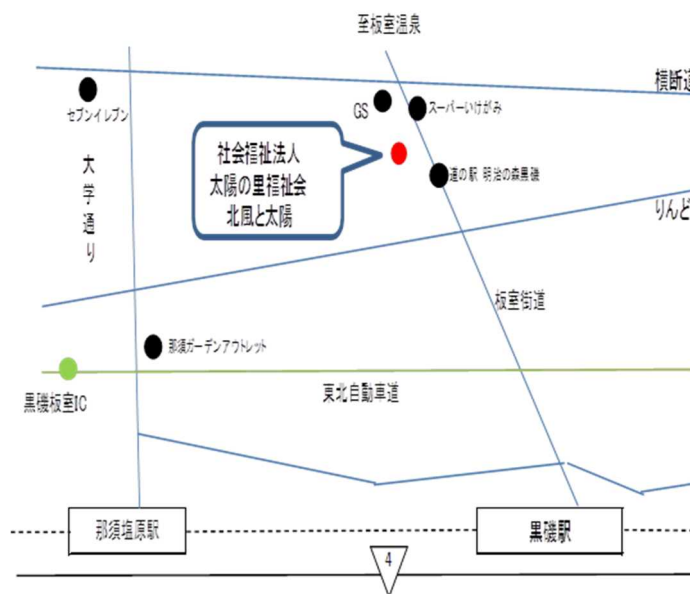 至板室温泉
横断道
セブンイレブン
GS
スーパーいけがみ
社会福祉法人
太陽の里福祉会
北風と太陽
道の駅 明治の森黒磯
大学通り
りんど
板室街道
那須ガーデンアウトレット
黒磯板室IC
東北自動車道
那須塩原駅
黒磯駅
4